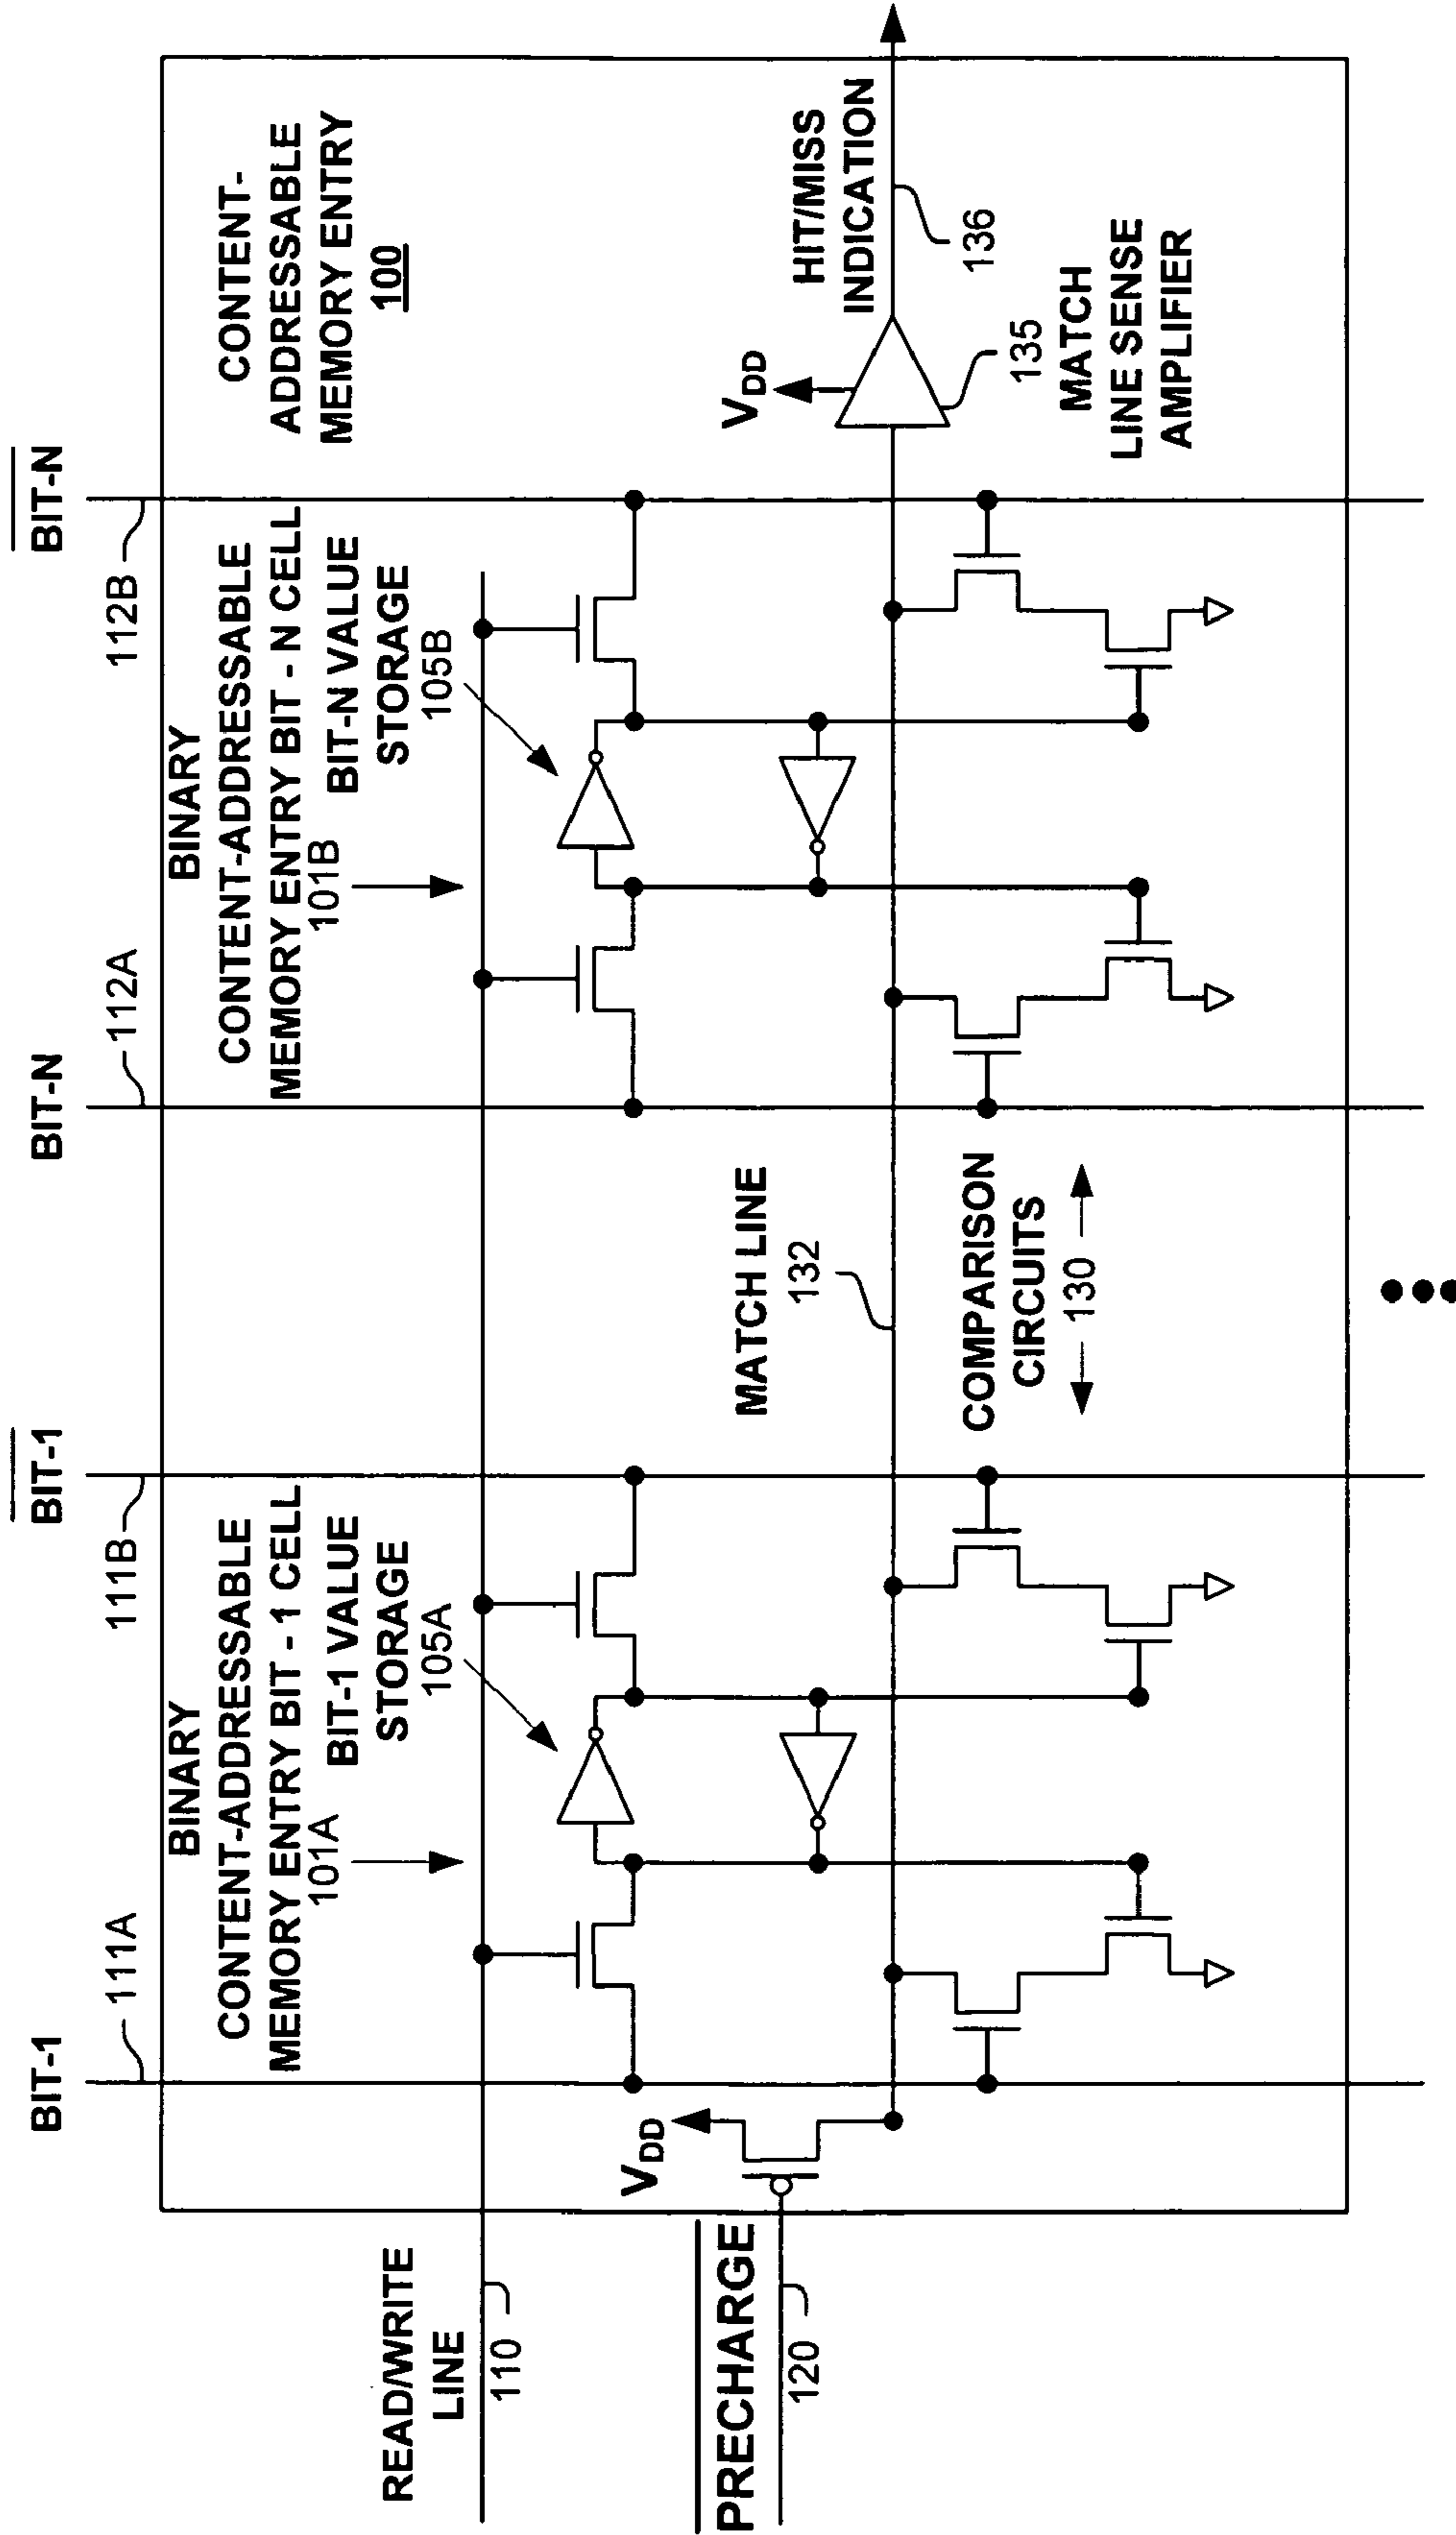 BIT-1
BIT-1
BIT-N
BIT-N
111A
111B
112A
112B
BINARY
CONTENT-ADDRESSABLE
MEMORY ENTRY BIT - 1 CELL
101A
BIT-1 VALUE
STORAGE
105A
BINARY
CONTENT-ADDRESSABLE
MEMORY ENTRY BIT - N CELL
101B
BIT-N VALUE
STORAGE
105B
CONTENT-
ADDRESSABLE
MEMORY ENTRY
100
READ/WRITE
LINE
110
VDD
PRECHARGE
120
MATCH LINE
132
COMPARISON
CIRCUITS
130
VDD
HIT/MISS
INDICATION
136
135
MATCH
LINE SENSE
AMPLIFIER